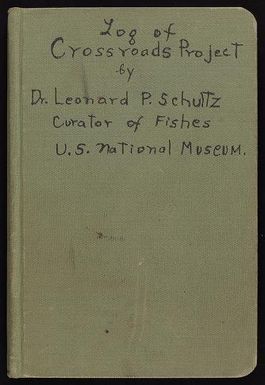 Log of
Crossroads Project
by
Dr. Leonard P. Schultz
Curator of Fishes
U.S. National Museum.